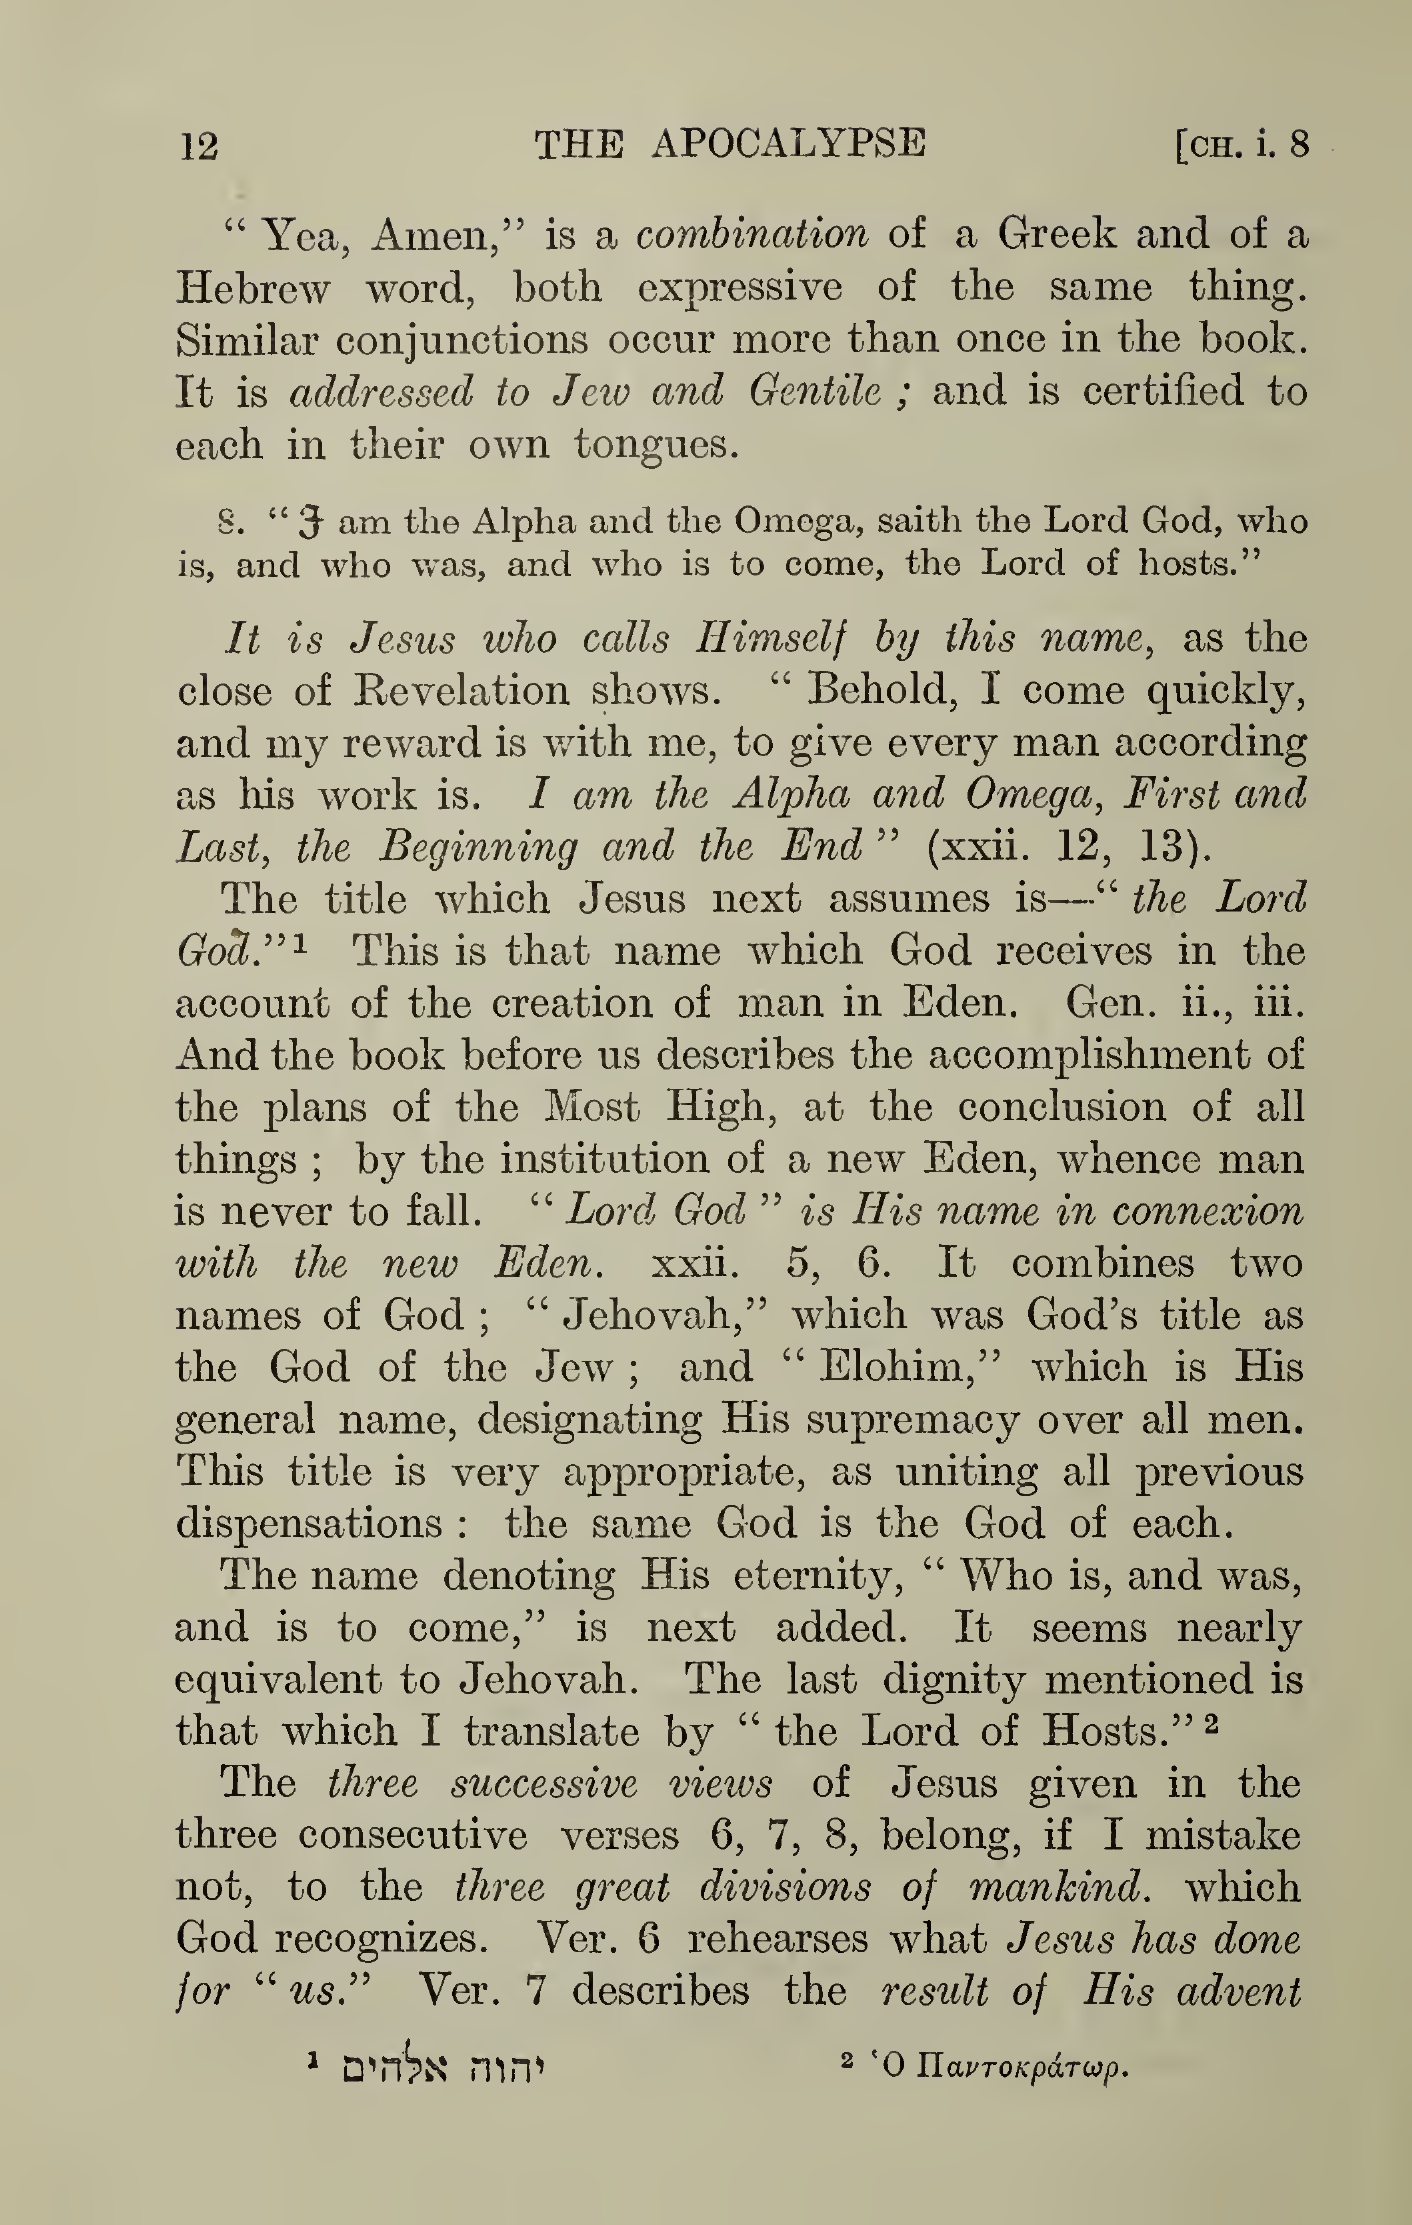 12 THE APOCALYPSE [CH. i. 8
“ Yea, Amen,” is a combination of a Greek and of a
Hebrew word, both expressive of the same thing.
Similar conjunctions occur more than once in the book.
It is addressed to Jew and Gentile ; and is certified to
each in their own tongues.
8. “ I am the Alpha and the Omega, saith the Lord God, who
is, and who was, and who is to come, the Lord of hosts.”
It is Jesus who calls Himself by this name, as the
close of Revelation shows. “ Behold, I come quickly,
and my reward is with me, to give every man according
as his work is. I am the Alpha and Omega, First and
Last, the Beginning and the End ” (xxii. 12, 13).
The title which Jesus next assumes is—“ the Lord
God.”¹ This is that name which God receives in the
account of the creation of man in Eden. Gen. ii., iii.
And the book before us describes the accomplishment of
the plans of the Most High, at the conclusion of all
things ; by the institution of a new Eden, whence man
is never to fall. “ Lord God ” is His name in connexion
with the new Eden. xxii. 5, 6. It combines two
names of God ; “ Jehovah,” which was God’s title as
the God of the Jew ; and “ Elohim,” which is His
general name, designating His supremacy over all men.
This title is very appropriate, as uniting all previous
dispensations : the same God is the God of each.
The name denoting His eternity, “ Who is, and was,
and is to come,” is next added. It seems nearly
equivalent to Jehovah. The last dignity mentioned is
that which I translate by “ the Lord of Hosts.” ²
The three successive views of Jesus given in the
three consecutive verses 6, 7, 8, belong, if I mistake
not, to the three great divisions of mankind. which
God recognizes. Ver. 6 rehearses what Jesus has done
for “ us.” Ver. 7 describes the result of His advent
¹ יהוה אלהים ² Ὁ Παντοκράτωρ.